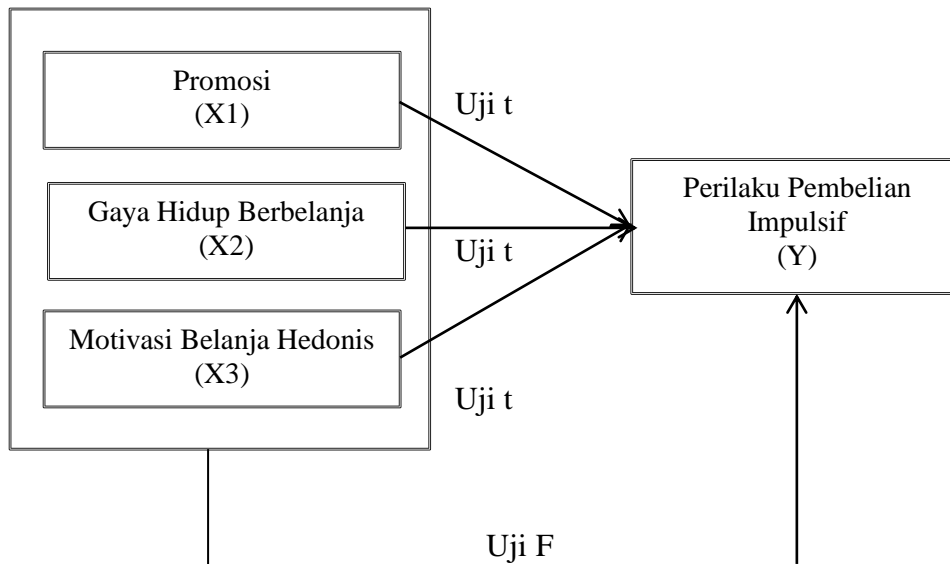 Promosi
(X1)
Uji t
Gaya Hidup Berbelanja
(X2)
Uji t
Motivasi Belanja Hedonis
(X3)
Uji t
Perilaku Pembelian
Impulsif
(Y)
Uji F